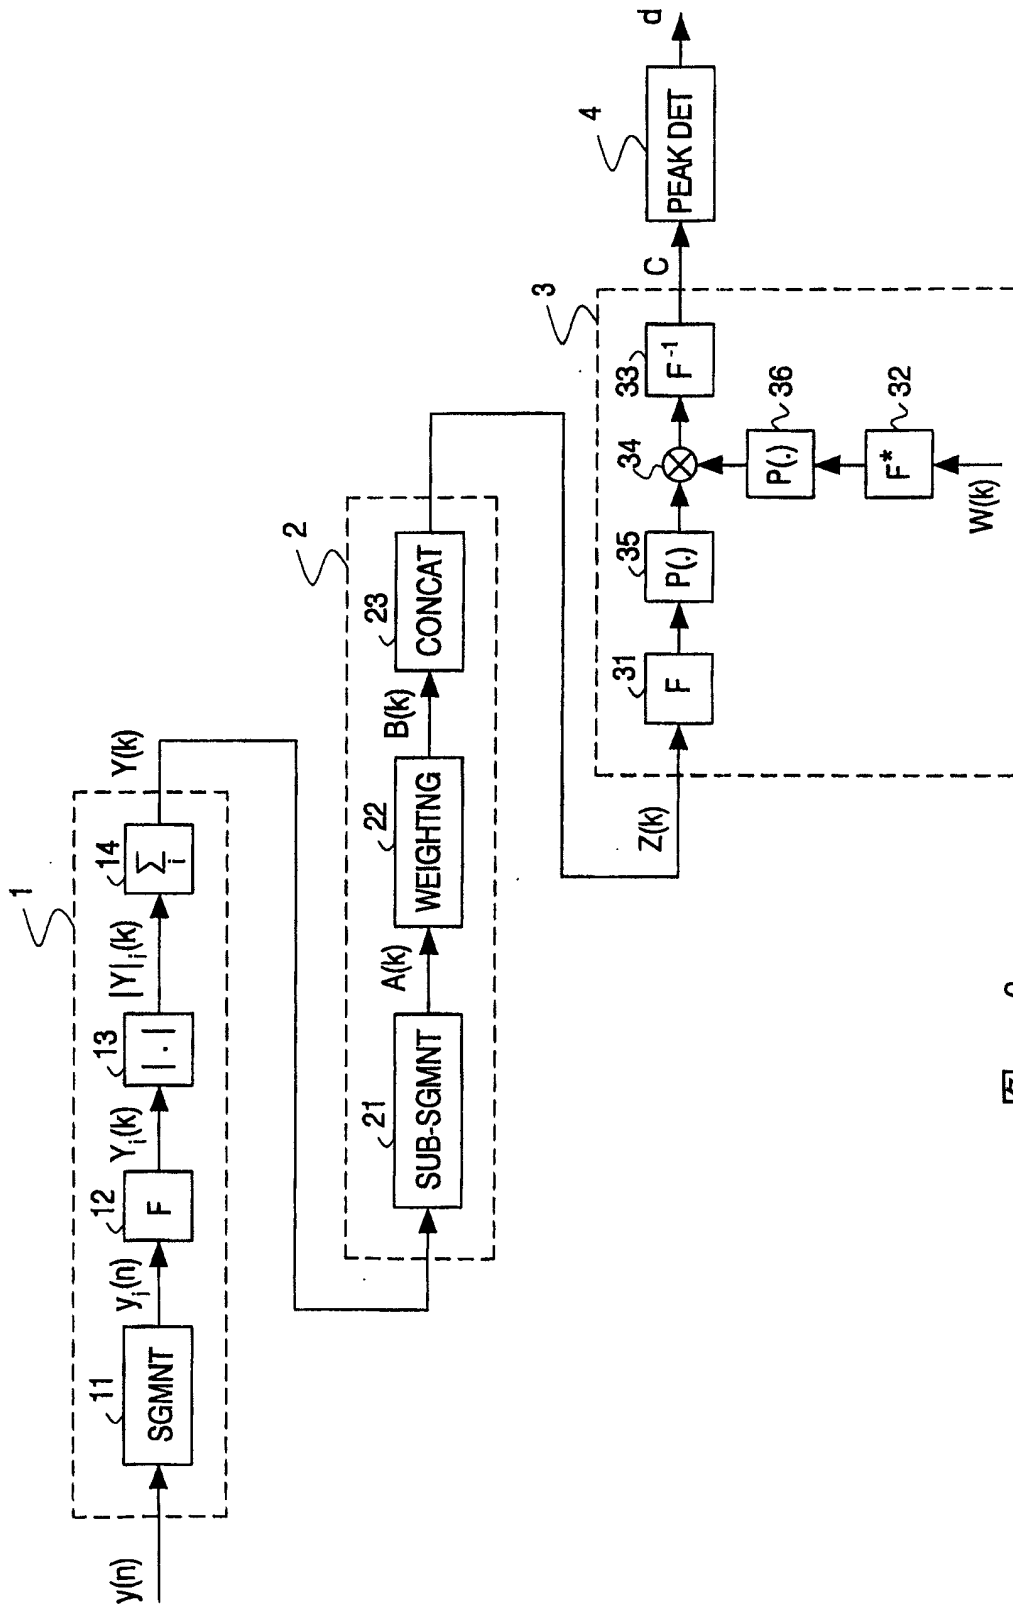 1
y(n)
11
SGMNT
yᵢ(n)
12
F
Yᵢ(k)
13
|.|
|Y|ᵢ(k)
14
Σᵢ
Y(k)
2
21
SUB-SGMNT
A(k)
22
WEIGHTNG
B(k)
23
CONCAT
3
Z(k)
31
F
35
P(.)
34
⊗
33
F⁻¹
36
P(.)
32
F*
W(k)
C
4
PEAK DET
d
图